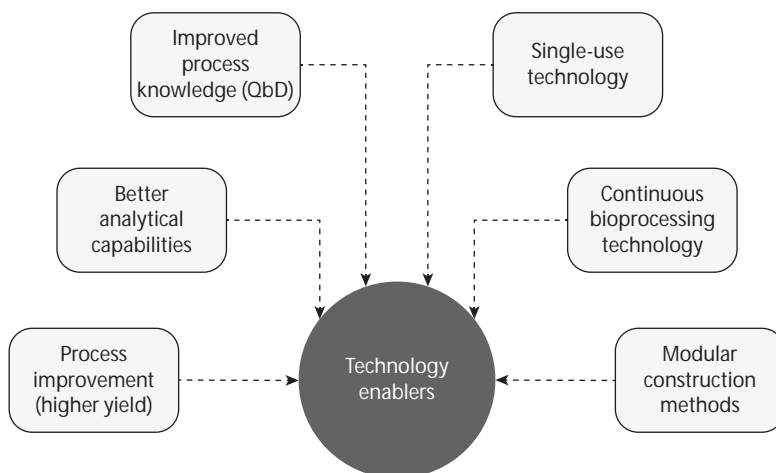 Improved
process
knowledge (QbD)
Single-use
technology
Better
analytical
capabilities
Continuous
bioprocessing
technology
Process
improvement
(higher yield)
Technology
enablers
Modular
construction
methods